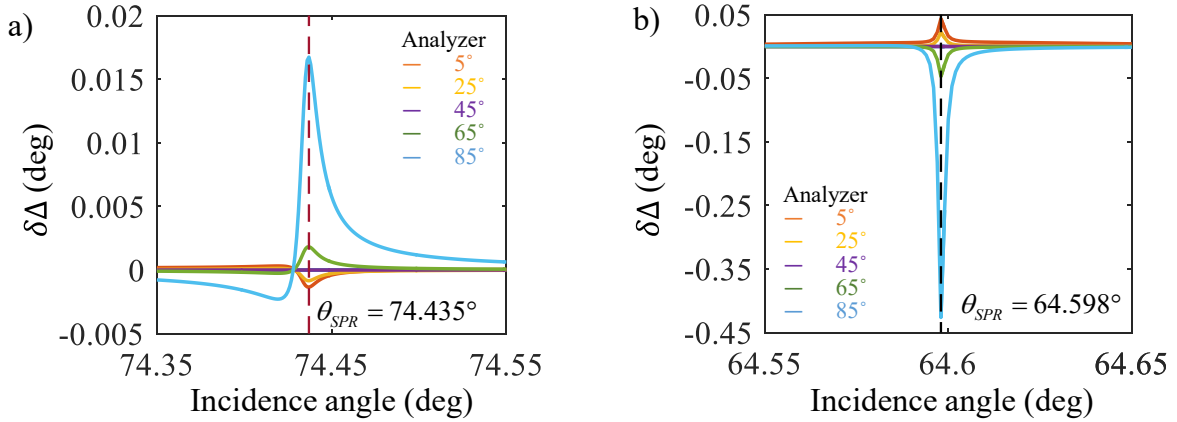 a)
0.02
0.015
0.01
0.005
0
-0.005
δΔ (deg)
Analyzer
5°
25°
45°
65°
85°
θSPR = 74.435°
74.35
74.45
74.55
Incidence angle (deg)
b)
0.05
-0.05
-0.15
-0.25
-0.35
-0.45
δΔ (deg)
Analyzer
5°
25°
45°
65°
85°
θSPR = 64.598°
64.55
64.6
64.65
Incidence angle (deg)